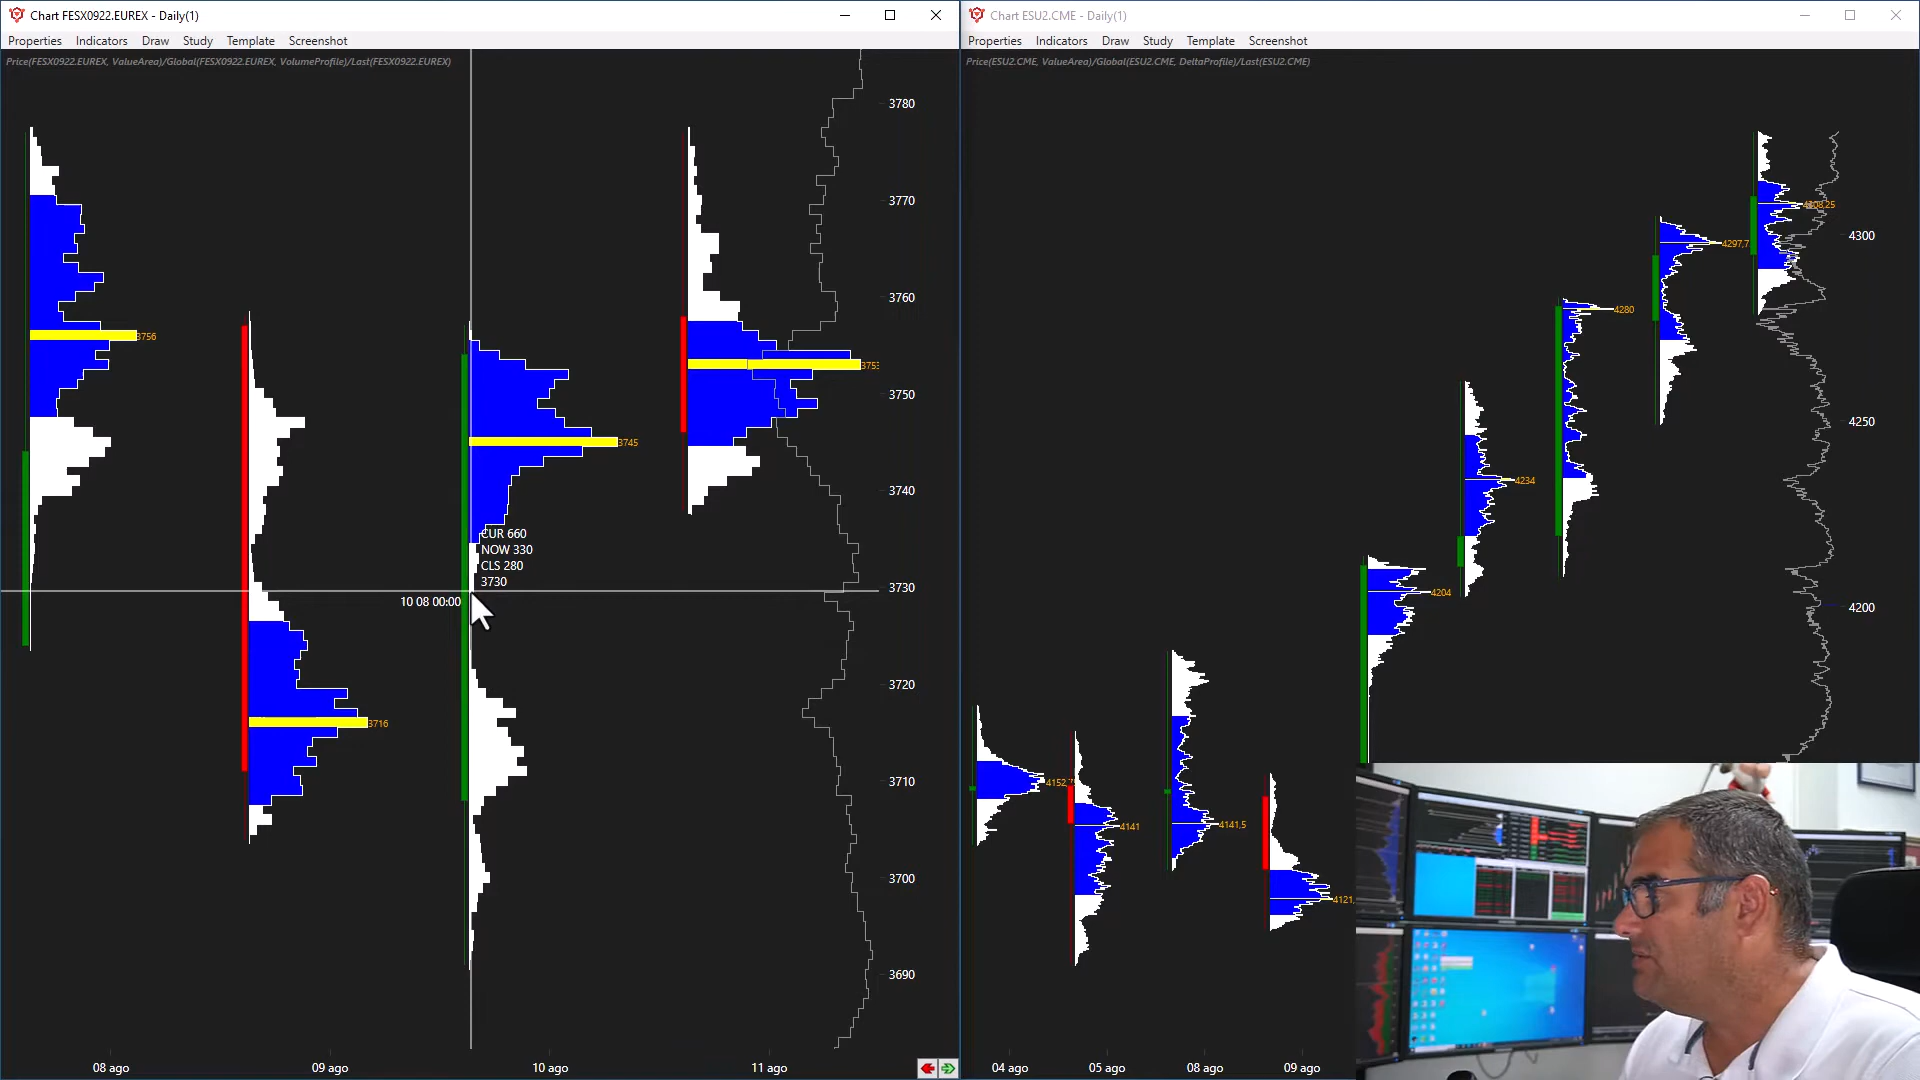 Chart FESX0922.EUREX - Daily(1)
Properties Indicators Draw Study Template Screenshot
Price(FESX0922.EUREX, ValueArea)/Global(FESX0922.EUREX, VolumeProfile)/Last(FESX0922.EUREX)
3780
3770
3760
3756
3750
3745
3740
CUR 660
NOW 330
CLS 280
3730
3730
10 08 00:00
3720
3716
3710
3700
3690
08 ago
09 ago
10 ago
11 ago
Chart ESU2.CME - Daily(1)
Properties Indicators Draw Study Template Screenshot
Price(ESU2.CME, ValueArea)/Global(ESU2.CME, DeltaProfile)/Last(ESU2.CME)
4308,25
4300
4297,7
4280
4250
4234
4204
4200
4152,75
4141
4141,5
4121,
04 ago
05 ago
08 ago
09 ago